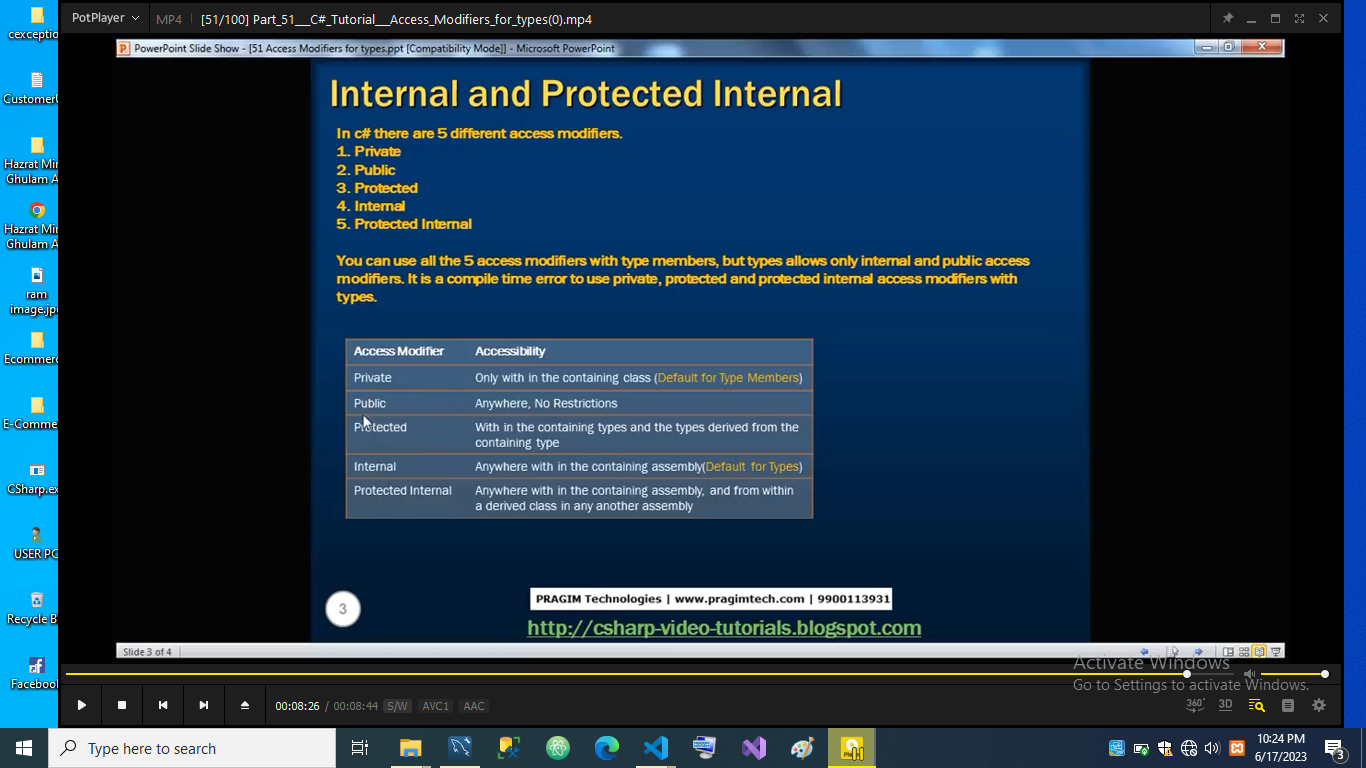 PotPlayer
MP4
[51/100] Part_51__C#_Tutorial__Access_Modifiers_for_types(0).mp4
PowerPoint Slide Show - [51 Access Modifiers for types.ppt [Compatibility Mode]] - Microsoft PowerPoint
cexceptio
CustomerU
Hazrat Mir
Ghulam A
Hazrat Mir
Ghulam A
ram
image.jpg
Ecommer
E-Comme
CSharp.ex
USER PC
Recycle B
Facebook
Internal and Protected Internal
In c# there are 5 different access modifiers.
1. Private
2. Public
3. Protected
4. Internal
5. Protected Internal
You can use all the 5 access modifiers with type members, but types allows only internal and public access
modifiers. It is a compile time error to use private, protected and protected internal access modifiers with
types.
Access Modifier Accessibility
Private Only with in the containing class (Default for Type Members)
Public Anywhere, No Restrictions
Protected With in the containing types and the types derived from the
containing type
Internal Anywhere with in the containing assembly(Default for Types)
Protected Internal Anywhere with in the containing assembly, and from within
a derived class in any another assembly
3
PRAGIM Technologies | www.pragimtech.com | 9900113931
http://csharp-video-tutorials.blogspot.com
Slide 3 of 4
Activate Windows
Go to Settings to activate Windows.
00:08:26 / 00:08:44 S/W AVC1 AAC
360° 3D
Type here to search
10:24 PM
6/17/2023
3